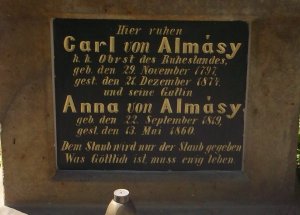 Hier ruhen
Carl von Almásy
k. k. Obrst des Ruhestandes,
geb. den 29. November 1797,
gest. den 21. Dezember 1874,
und seine Gattin
Anna von Almásy
geb. den 22. September 1819,
gest. den 13. Mai 1860.
Dem Staub wird nur der Staub gegeben
Was Göttlich ist, muss ewig leben.